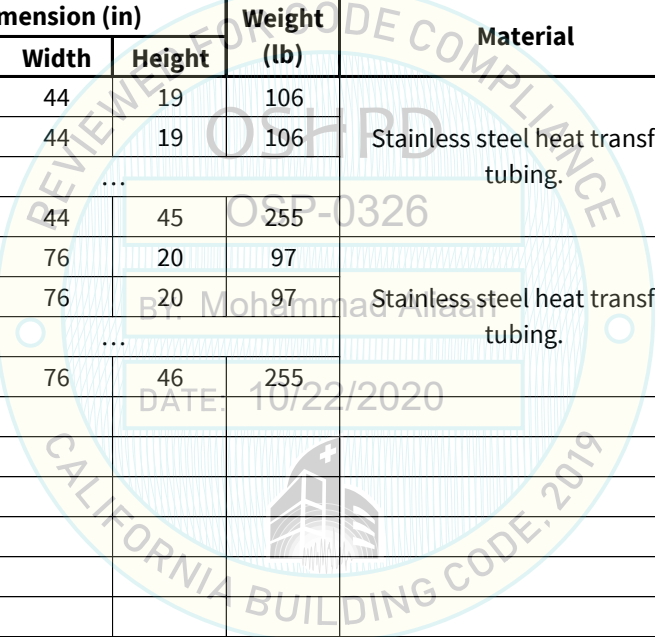 mension (in)
Weight
(lb)
Material
Width Height
44 19 106
44 19 106
Stainless steel heat transf
tubing.
…
44 45 255
76 20 97
76 20 97
Stainless steel heat transf
tubing.
…
76 46 255
REVIEWED FOR CODE COMPLIANCE
OSHPD
OSP-0326
BY: Mohammad Aliaari
DATE: 10/22/2020
CALIFORNIA BUILDING CODE, 2019